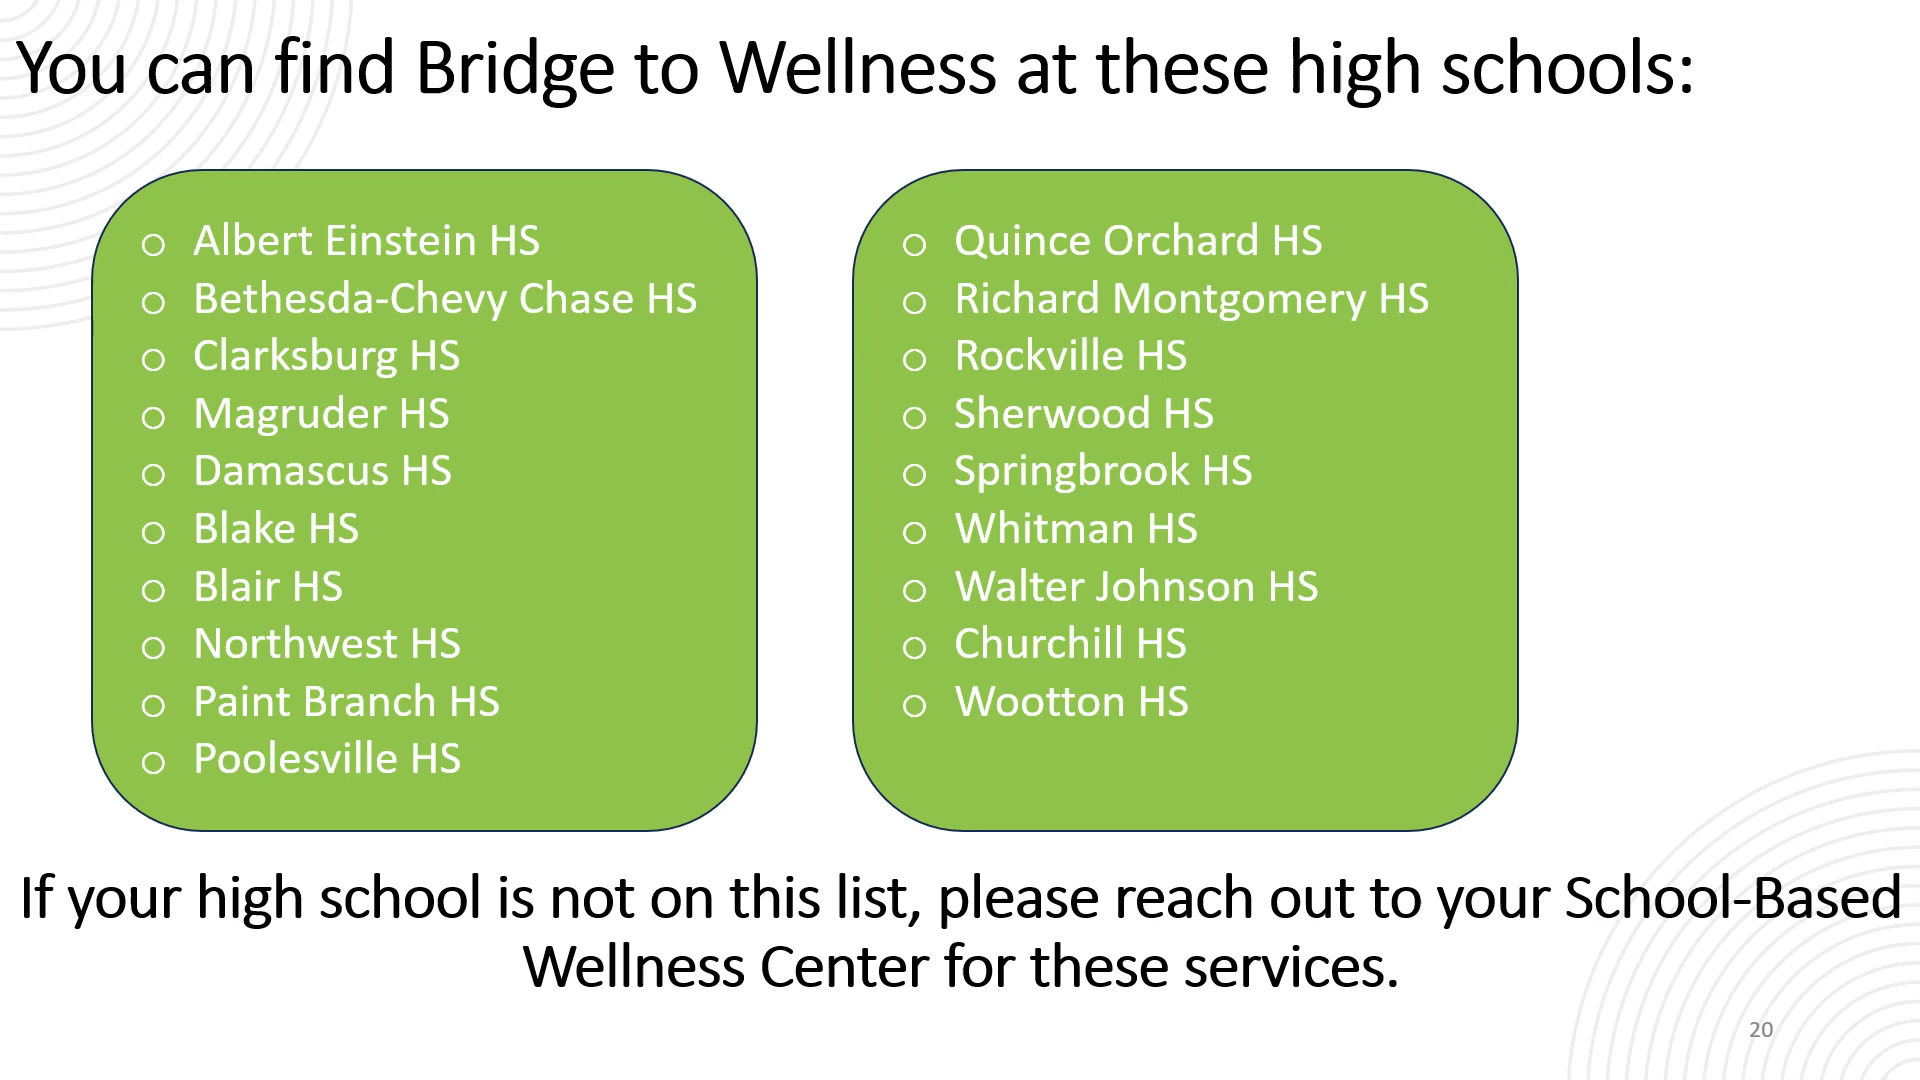 You can find Bridge to Wellness at these high schools:
○ Albert Einstein HS
○ Bethesda-Chevy Chase HS
○ Clarksburg HS
○ Magruder HS
○ Damascus HS
○ Blake HS
○ Blair HS
○ Northwest HS
○ Paint Branch HS
○ Poolesville HS
○ Quince Orchard HS
○ Richard Montgomery HS
○ Rockville HS
○ Sherwood HS
○ Springbrook HS
○ Whitman HS
○ Walter Johnson HS
○ Churchill HS
○ Wootton HS
If your high school is not on this list, please reach out to your School-Based
Wellness Center for these services.
20